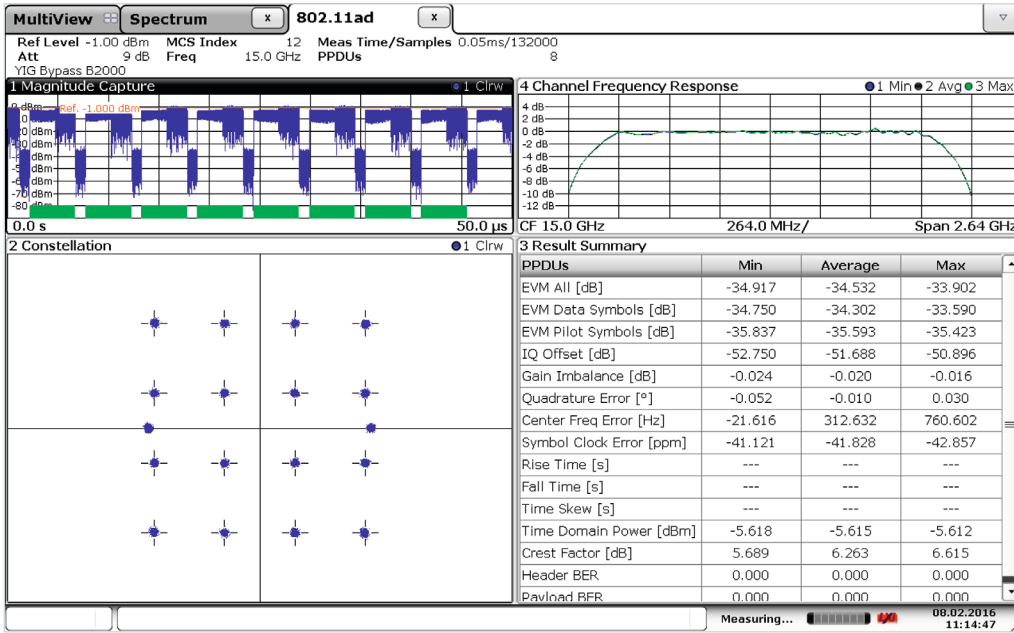 MultiView Spectrum x 802.11ad x
Ref Level -1.00 dBm MCS Index 12 Meas Time/Samples 0.05ms/132000
Att 9 dB Freq 15.0 GHz PPDUs 8
YIG Bypass B2000
1 Magnitude Capture 1 Clrw
Ref. -1.000 dBm
-80 dBm
0.0 s 50.0 µs
4 Channel Frequency Response 1 Min 2 Avg 3 Max
4 dB
2 dB
0 dB
-2 dB
-4 dB
-6 dB
-8 dB
-10 dB
-12 dB
CF 15.0 GHz 264.0 MHz/ Span 2.64 GHz
2 Constellation 1 Clrw
3 Result Summary
PPDUs Min Average Max
EVM All [dB] -34.917 -34.532 -33.902
EVM Data Symbols [dB] -34.750 -34.302 -33.590
EVM Pilot Symbols [dB] -35.837 -35.593 -35.423
IQ Offset [dB] -52.750 -51.688 -50.896
Gain Imbalance [dB] -0.024 -0.020 -0.016
Quadrature Error [°] -0.052 -0.010 0.030
Center Freq Error [Hz] -21.616 312.632 760.602
Symbol Clock Error [ppm] -41.121 -41.828 -42.857
Rise Time [s] --- --- ---
Fall Time [s] --- --- ---
Time Skew [s] --- --- ---
Time Domain Power [dBm] -5.618 -5.615 -5.612
Crest Factor [dB] 5.689 6.263 6.615
Header BER 0.000 0.000 0.000
Payload BER 0.000 0.000 0.000
Measuring... 08.02.2016
11:14:47